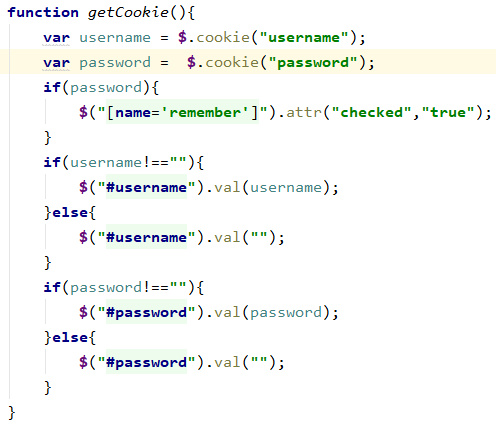 function getCookie(){
    var username = $.cookie("username");
    var password =  $.cookie("password");
    if(password){
        $("[name='remember']").attr("checked","true");
    }
    if(username!==""){
        $("#username").val(username);
    }else{
        $("#username").val("");
    }
    if(password!==""){
        $("#password").val(password);
    }else{
        $("#password").val("");
    }
}